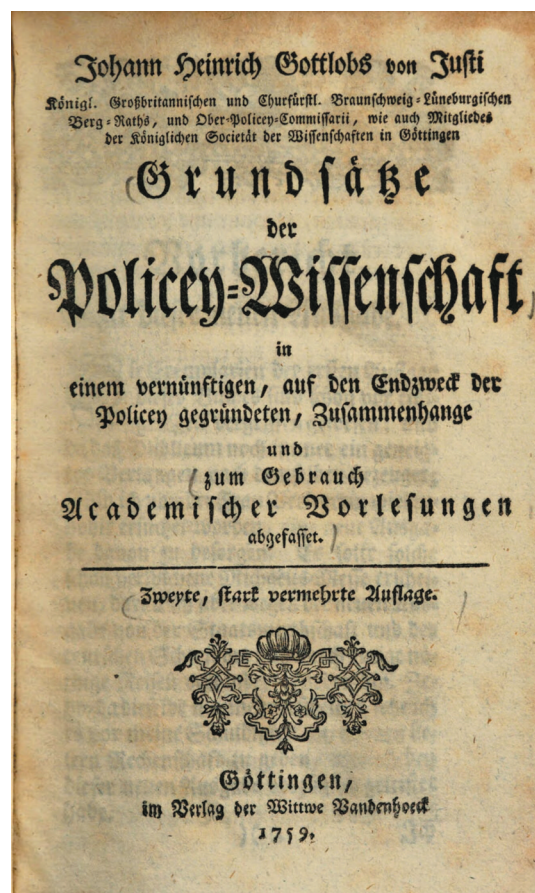 Johann Heinrich Gottlobs von Justi
Königl. Großbritannischen und Churfürstl. Braunschweig-Lüneburgischen
Berg-Raths, und Ober-Policey-Commissarii, wie auch Mitgliedes
der Königlichen Societät der Wissenschaften in Göttingen
Grundsätze
der
Policey-Wissenschaft,
in
einem vernünftigen, auf den Endzweck der
Policey gegründeten, Zusammenhange
und
zum Gebrauch
Academischer Vorlesungen
abgefasset.
Zweyte, stark vermehrte Auflage.
Göttingen,
im Verlag der Wittwe Vandenhoeck
1759.